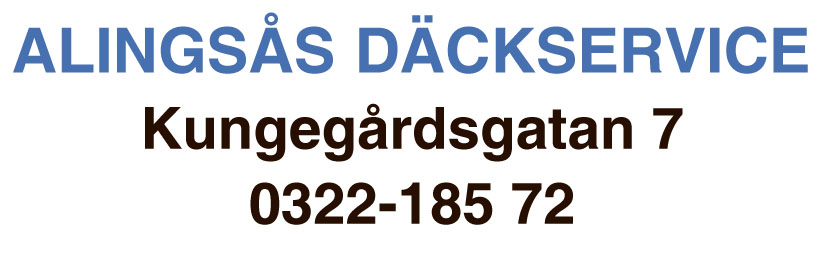 ALINGSÅS DÄCKSERVICE
Kungegårdsgatan 7
0322-185 72